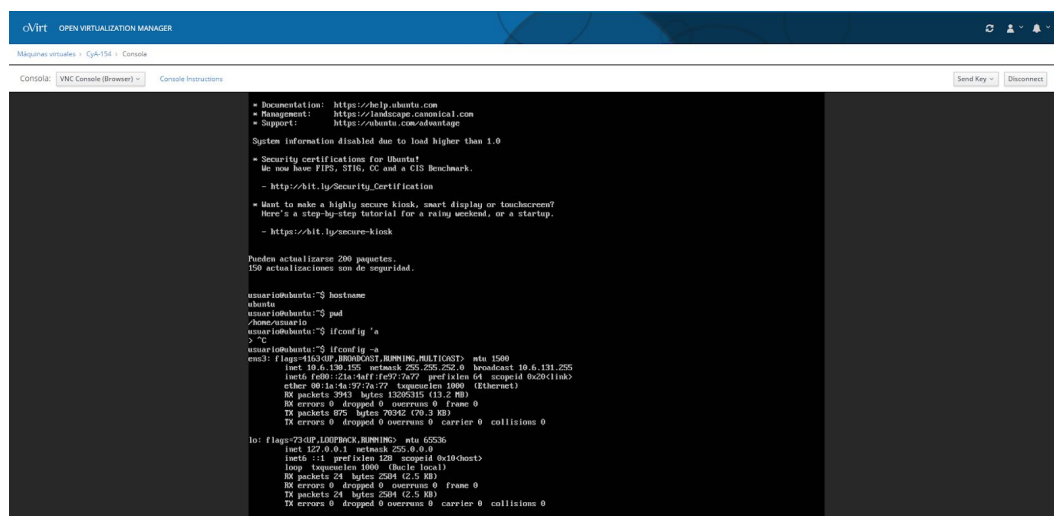 oVirt OPEN VIRTUALIZATION MANAGER
Máquinas virtuales › CyA-154 › Consola
Consola: VNC Console (Browser) Console Instructions Send Key Disconnect
* Documentation: https://help.ubuntu.com
* Management: https://landscape.canonical.com
* Support: https://ubuntu.com/advantage
System information disabled due to load higher than 1.0
* Security certifications for Ubuntu!
We now have FIPS, STIG, CC and a CIS Benchmark.
- http://bit.ly/Security_Certification
* Want to make a highly secure kiosk, smart display or touchscreen?
Here's a step-by-step tutorial for a rainy weekend, or a startup.
- https://bit.ly/secure-kiosk
Pueden actualizarse 200 paquetes.
150 actualizaciones son de seguridad.
usuario@ubuntu:~$ hostname
ubuntu
usuario@ubuntu:~$ pwd
/home/usuario
usuario@ubuntu:~$ ifconfig 'a
> ^C
usuario@ubuntu:~$ ifconfig -a
ens3: flags=4163<UP,BROADCAST,RUNNING,MULTICAST> mtu 1500
inet 10.6.130.155 netmask 255.255.252.0 broadcast 10.6.131.255
inet6 fe80::21a:4aff:fe97:7a77 prefixlen 64 scopeid 0x20<link>
ether 00:1a:4a:97:7a:77 txqueuelen 1000 (Ethernet)
RX packets 3943 bytes 13205315 (13.2 MB)
RX errors 0 dropped 0 overruns 0 frame 0
TX packets 875 bytes 70342 (70.3 KB)
TX errors 0 dropped 0 overruns 0 carrier 0 collisions 0
lo: flags=73<UP,LOOPBACK,RUNNING> mtu 65536
inet 127.0.0.1 netmask 255.0.0.0
inet6 ::1 prefixlen 128 scopeid 0x10<host>
loop txqueuelen 1000 (Bucle local)
RX packets 24 bytes 2504 (2.5 KB)
RX errors 0 dropped 0 overruns 0 frame 0
TX packets 24 bytes 2504 (2.5 KB)
TX errors 0 dropped 0 overruns 0 carrier 0 collisions 0